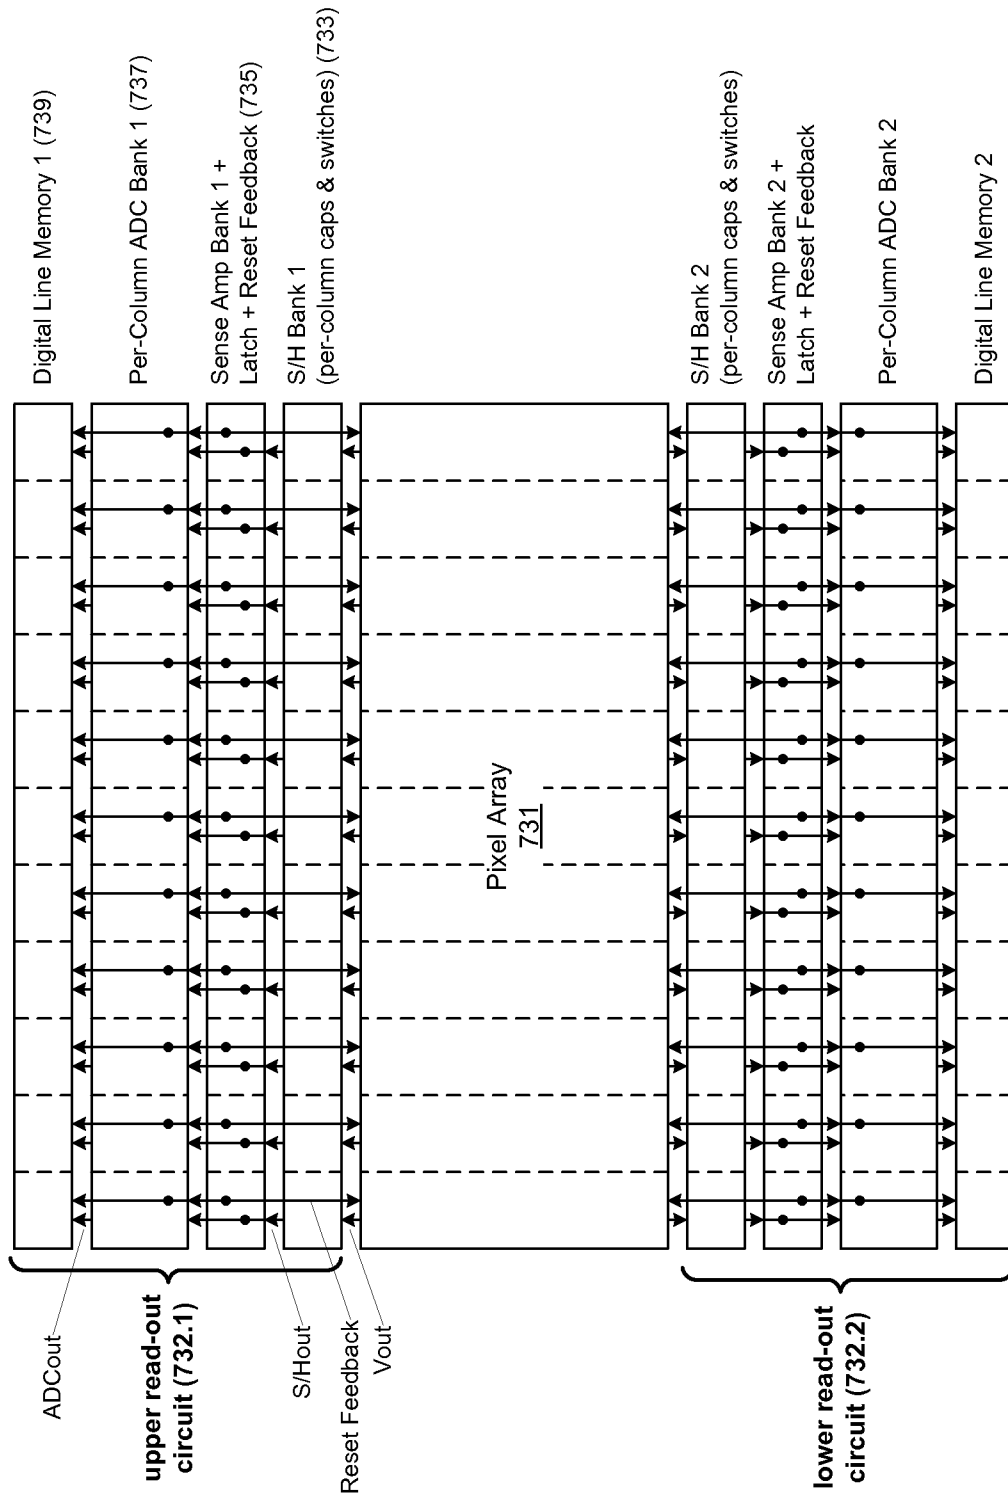 Digital Line Memory 1 (739)
Per-Column ADC Bank 1 (737)
Sense Amp Bank 1 +
Latch + Reset Feedback (735)
S/H Bank 1
(per-column caps & switches) (733)
S/H Bank 2
(per-column caps & switches)
Sense Amp Bank 2 +
Latch + Reset Feedback
Per-Column ADC Bank 2
Digital Line Memory 2
Pixel Array
731
ADCout
upper read-out
circuit (732.1)
S/Hout
Reset Feedback
Vout
lower read-out
circuit (732.2)